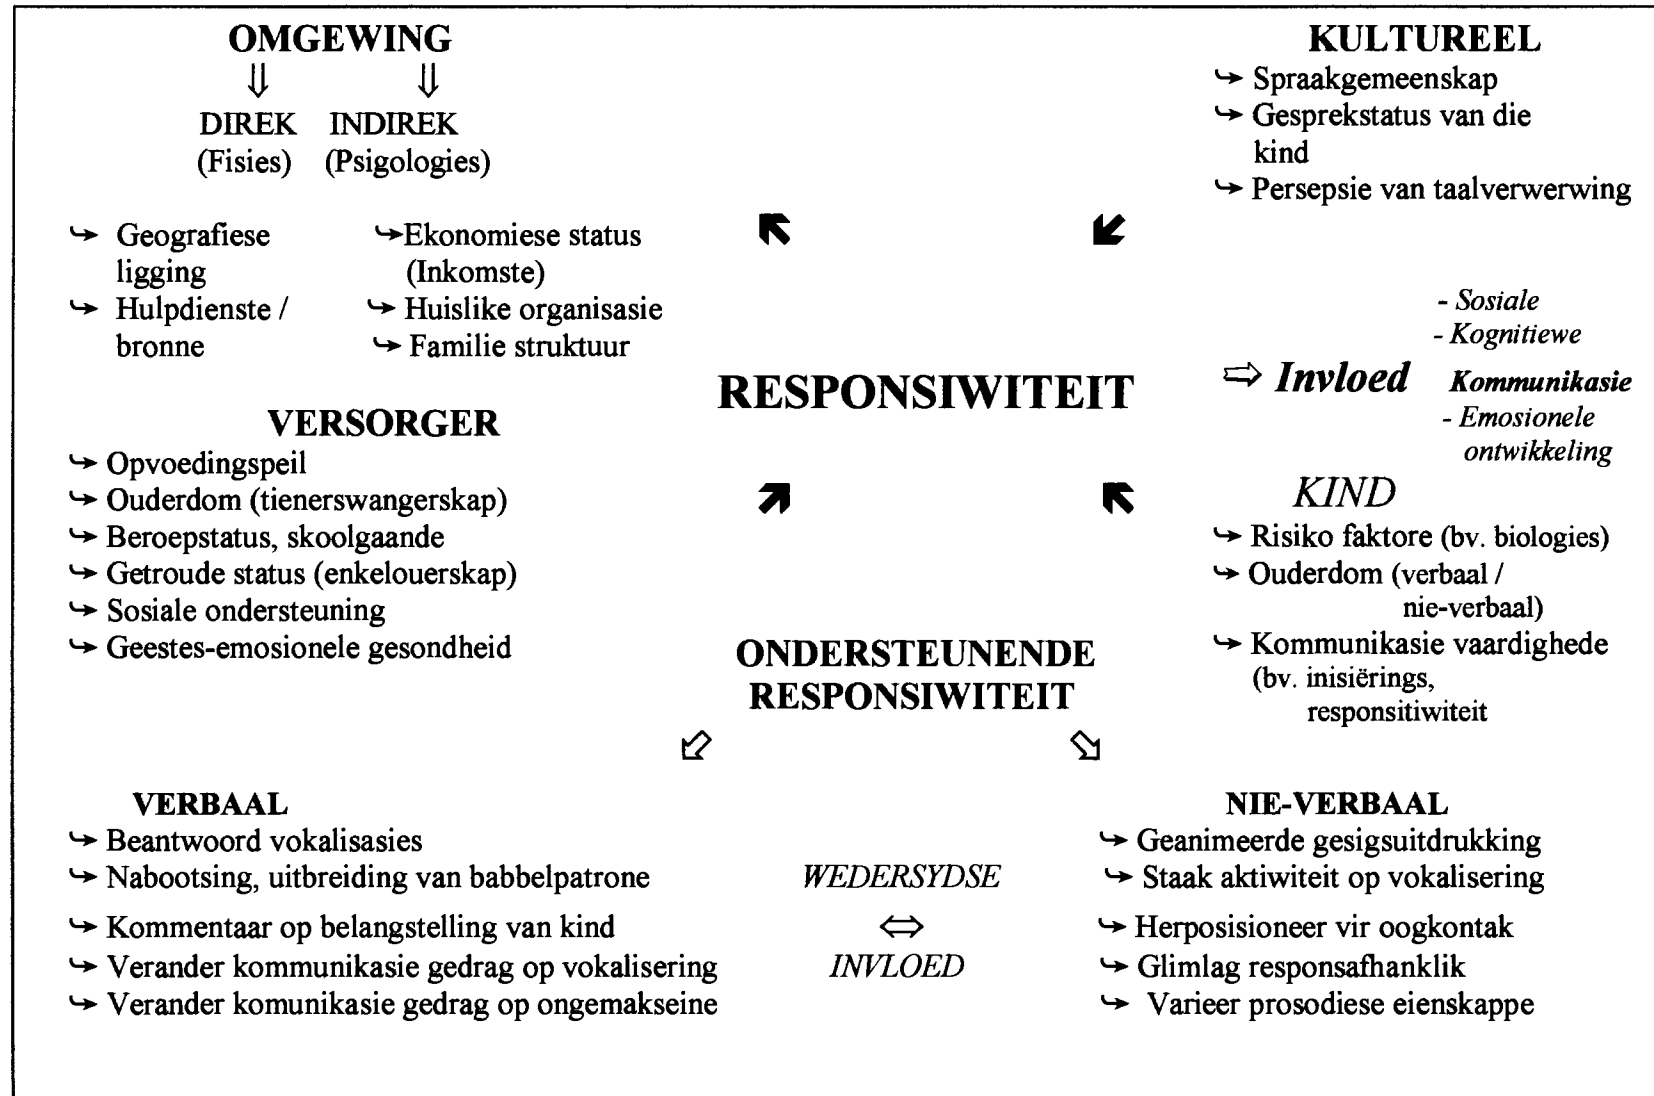 OMGEWING
⇓ ⇓
DIREK INDIREK
(Fisies) (Psigologies)
↪ Geografiese
ligging
↪ Hulpdienste /
bronne
↪Ekonomiese status
(Inkomste)
↪ Huislike organisasie
↪ Familie struktuur
KULTUREEL
↪ Spraakgemeenskap
↪ Gesprekstatus van die
kind
↪ Persepsie van taalverwerwing
RESPONSIWITEIT
⇨ Invloed
- Sosiale
- Kognitiewe
Kommunikasie
- Emosionele
ontwikkeling
VERSORGER
↪ Opvoedingspeil
↪ Ouderdom (tienerswangerskap)
↪ Beroepstatus, skoolgaande
↪ Getroude status (enkelouerskap)
↪ Sosiale ondersteuning
↪ Geestes-emosionele gesondheid
KIND
↪ Risiko faktore (bv. biologies)
↪ Ouderdom (verbaal /
nie-verbaal)
↪ Kommunikasie vaardighede
(bv. inisiërings,
responsitiwiteit
ONDERSTEUNENDE
RESPONSIWITEIT
VERBAAL
↪ Beantwoord vokalisasies
↪ Nabootsing, uitbreiding van babbelpatrone
↪ Kommentaar op belangstelling van kind
↪ Verander kommunikasie gedrag op vokalisering
↪ Verander komunikasie gedrag op ongemakseine
WEDERSYDSE
⇔
INVLOED
NIE-VERBAAL
↪ Geanimeerde gesigsuitdrukking
↪ Staak aktiwiteit op vokalisering
↪ Herposisioneer vir oogkontak
↪ Glimlag responsafhanklik
↪ Varieer prosodiese eienskappe